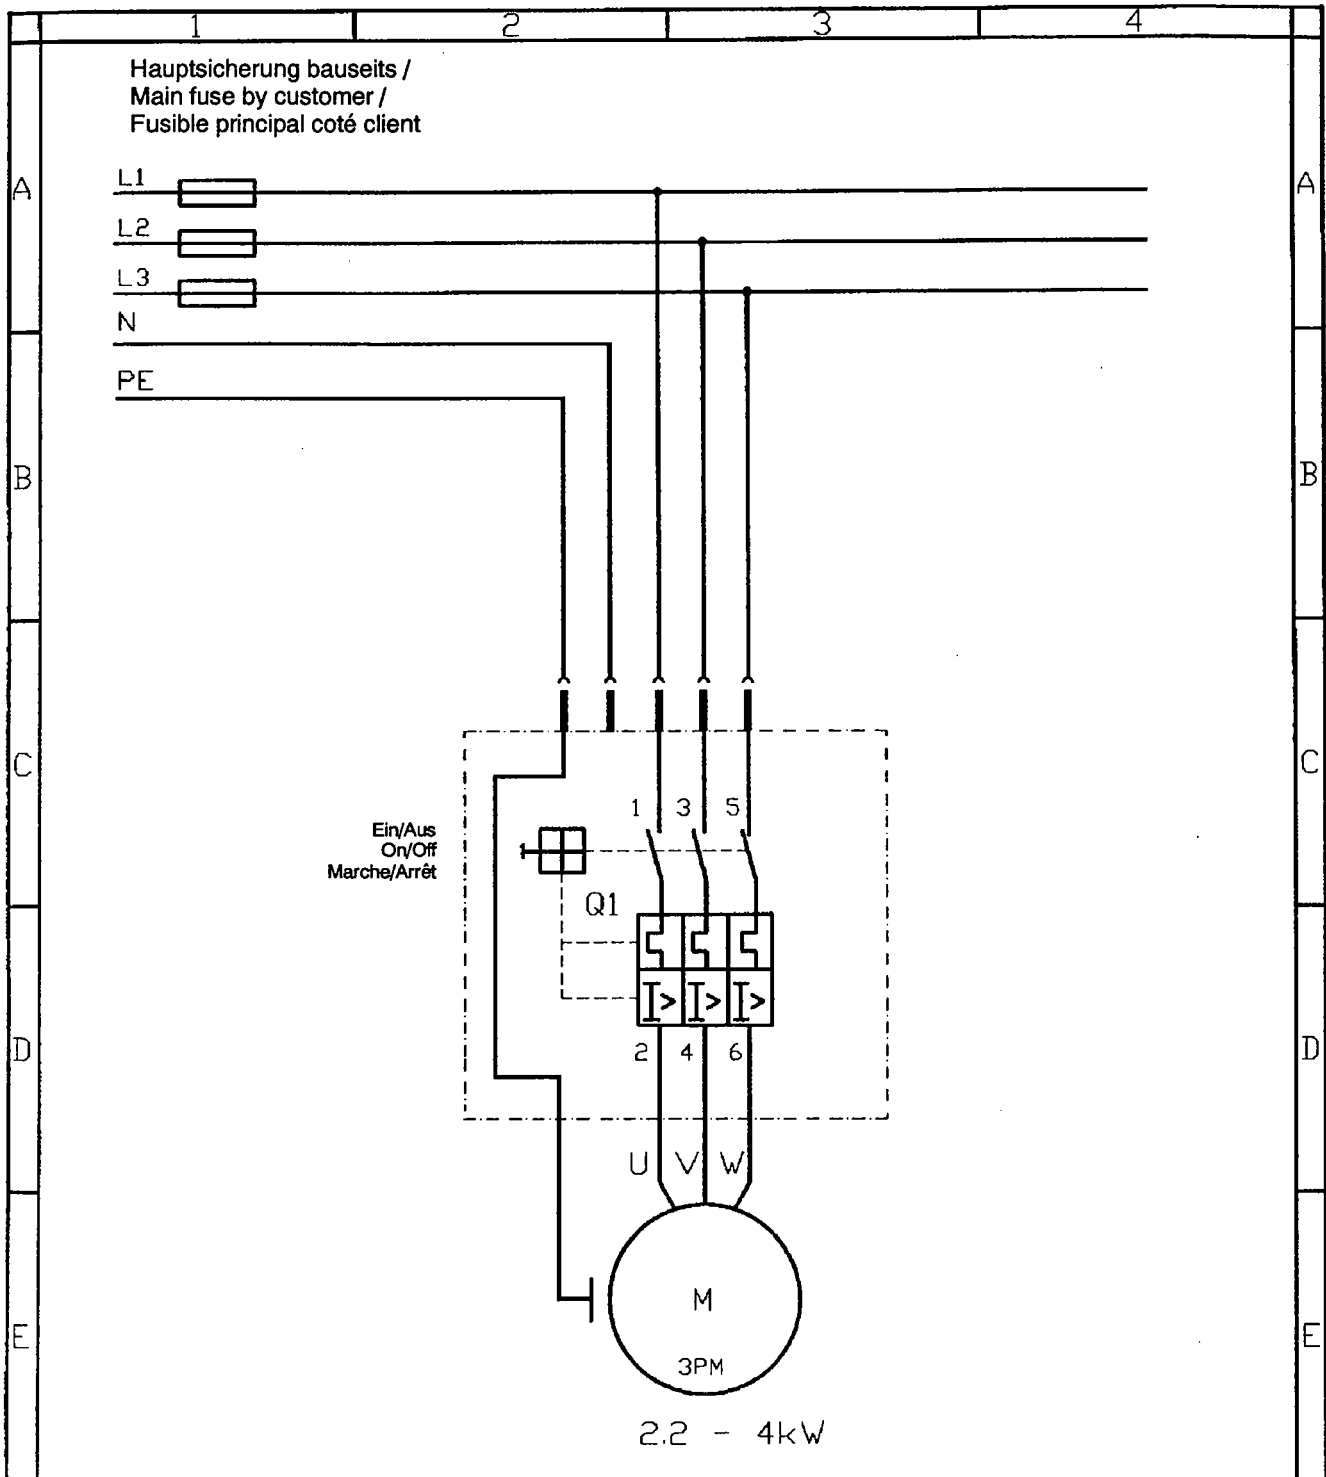 1 2 3 4
Hauptsicherung bauseits /
Main fuse by customer /
Fusible principal coté client
A A
L1
L2
L3
N
PE
B B
C C
1 3 5
Ein/Aus
On/Off
Marche/Arrêt
Q1
I> I> I>
D D
2 4 6
U V W
M
E E
3PM
2.2 - 4kW